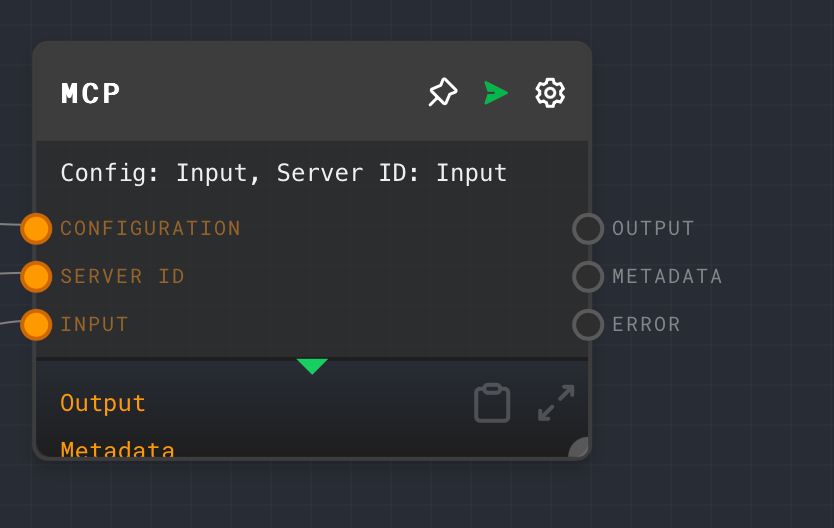 MCP
Config: Input, Server ID: Input
CONFIGURATION
OUTPUT
SERVER ID
METADATA
INPUT
ERROR
Output
Metadata